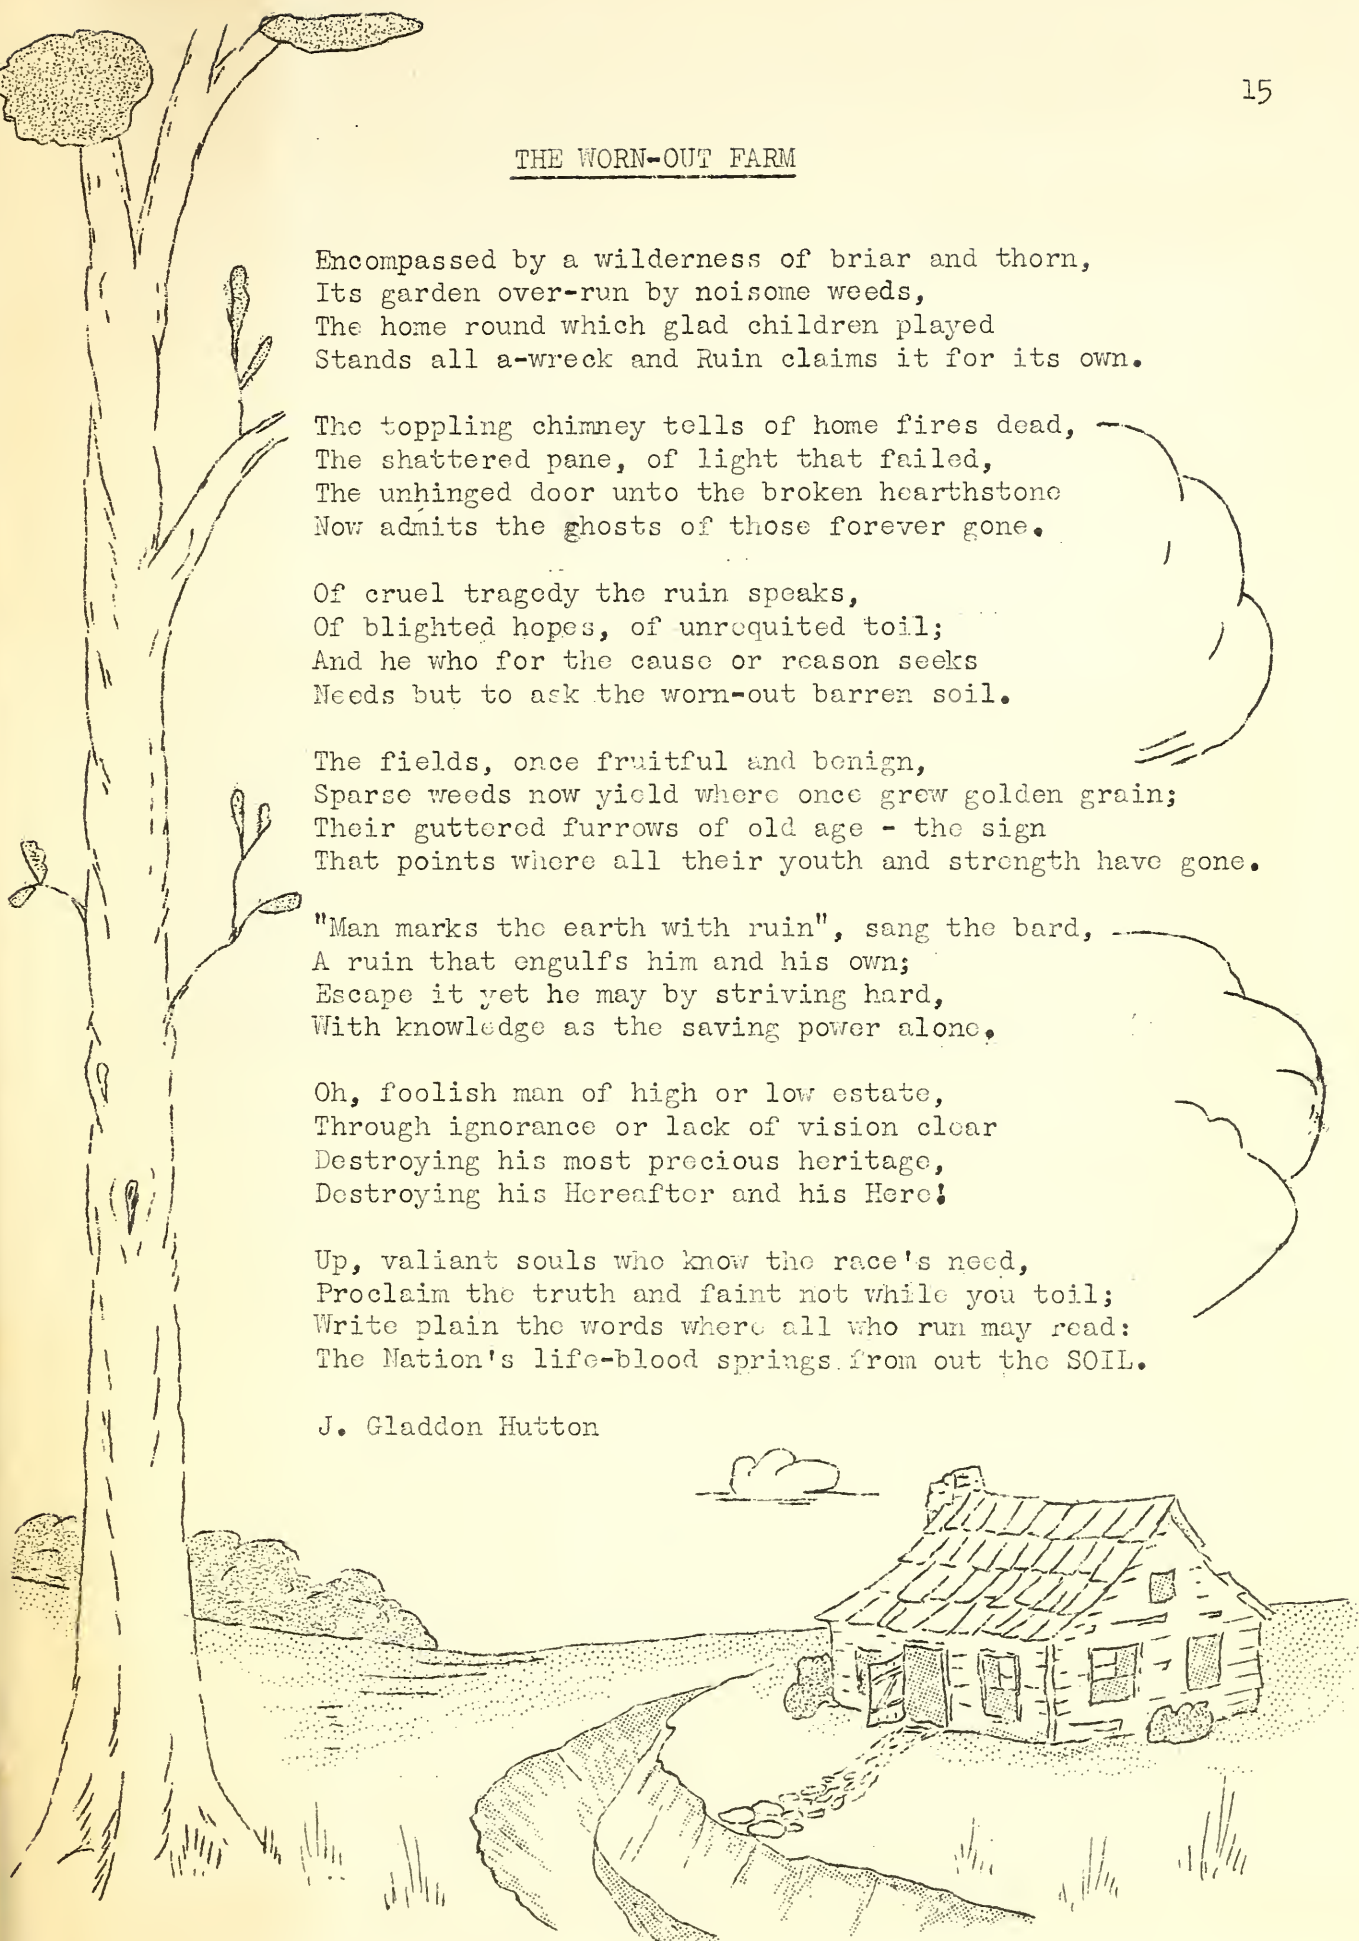 15
THE WORN-OUT FARM
Encompassed by a wilderness of briar and thorn,
Its garden over-run by noisome weeds,
The home round which glad children played
Stands all a-wreck and Ruin claims it for its own.
The toppling chimney tells of home fires dead,
The shattered pane, of light that failed,
The unhinged door unto the broken hearthstone
Now admits the ghosts of those forever gone.
Of cruel tragedy the ruin speaks,
Of blighted hopes, of unrequited toil;
And he who for the cause or reason seeks
Needs but to ask the worn-out barren soil.
The fields, once fruitful and benign,
Sparse weeds now yield where once grew golden grain;
Their guttered furrows of old age - the sign
That points where all their youth and strength have gone.
"Man marks the earth with ruin", sang the bard,
A ruin that engulfs him and his own;
Escape it yet he may by striving hard,
With knowledge as the saving power alone.
Oh, foolish man of high or low estate,
Through ignorance or lack of vision clear
Destroying his most precious heritage,
Destroying his Hereafter and his Here!
Up, valiant souls who know the race's need,
Proclaim the truth and faint not while you toil;
Write plain the words where all who run may read:
The Nation's life-blood springs from out the SOIL.
J. Gladdon Hutton